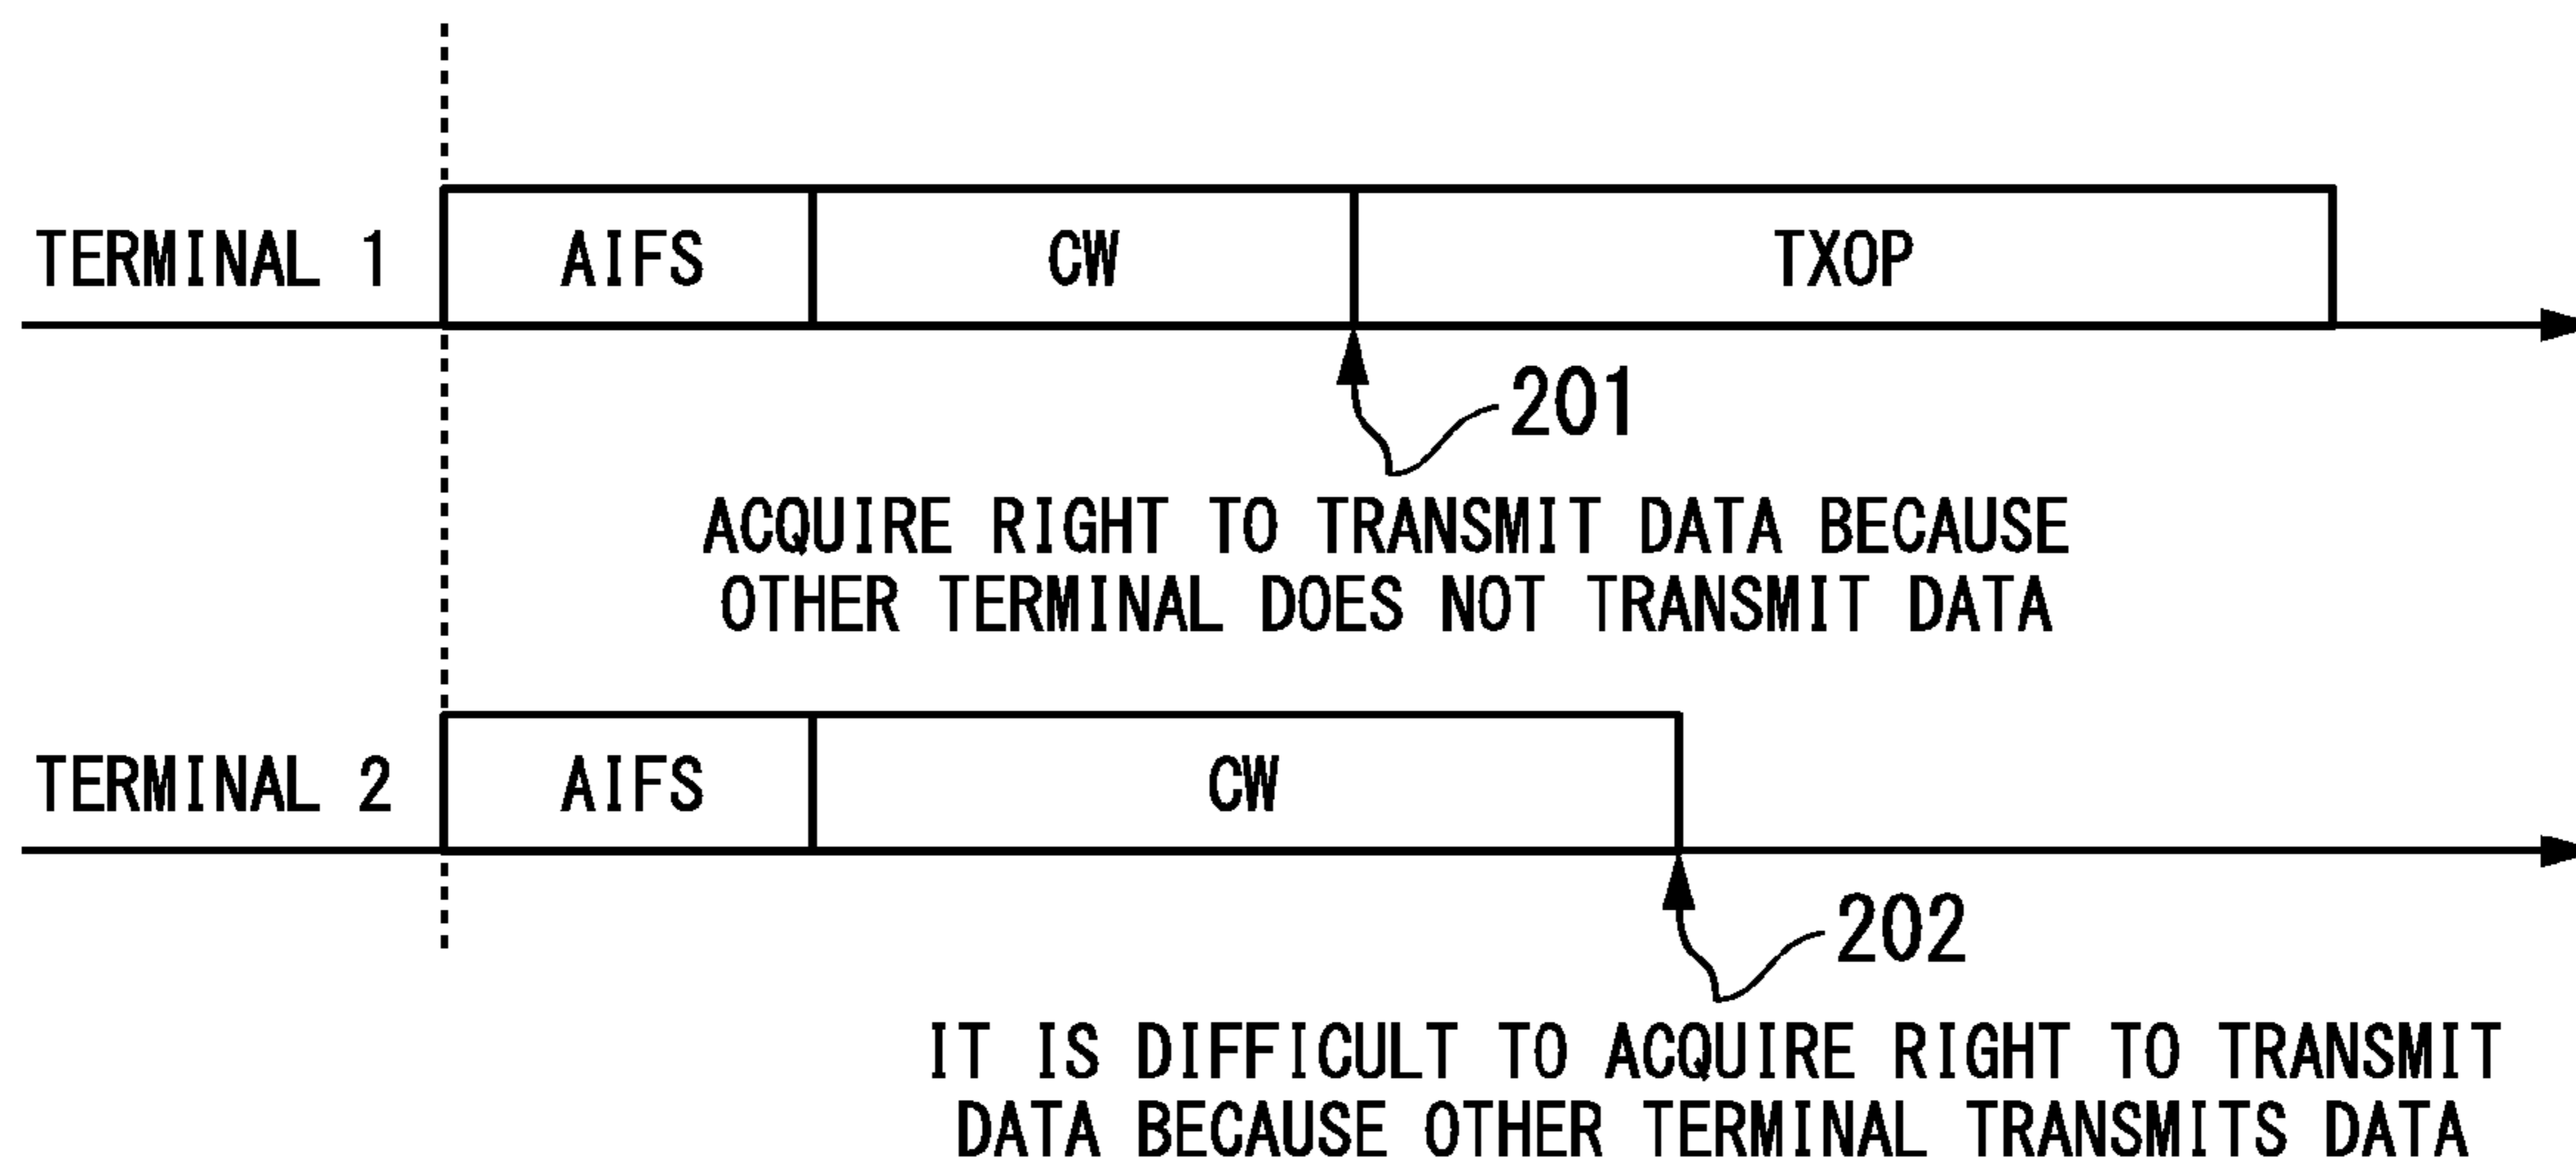 TERMINAL 1 AIFS CW TXOP
201
ACQUIRE RIGHT TO TRANSMIT DATA BECAUSE
OTHER TERMINAL DOES NOT TRANSMIT DATA
TERMINAL 2 AIFS CW
202
IT IS DIFFICULT TO ACQUIRE RIGHT TO TRANSMIT
DATA BECAUSE OTHER TERMINAL TRANSMITS DATA